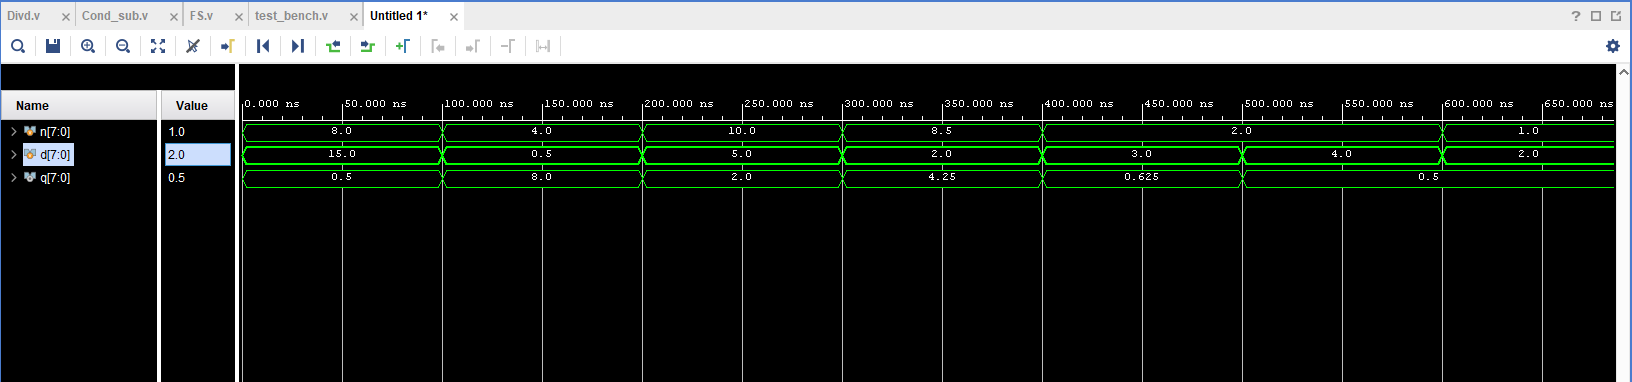 Divd.v Cond_sub.v FS.v test_bench.v Untitled 1* ?
0.000 ns 50.000 ns 100.000 ns 150.000 ns 200.000 ns 250.000 ns 300.000 ns 350.000 ns 400.000 ns 450.000 ns 500.000 ns 550.000 ns 600.000 ns 650.000 ns
Name Value
n[7:0] 1.0 8.0 4.0 10.0 8.5 2.0 1.0
d[7:0] 2.0 15.0 0.5 5.0 2.0 3.0 4.0 2.0
q[7:0] 0.5 0.5 8.0 2.0 4.25 0.625 0.5